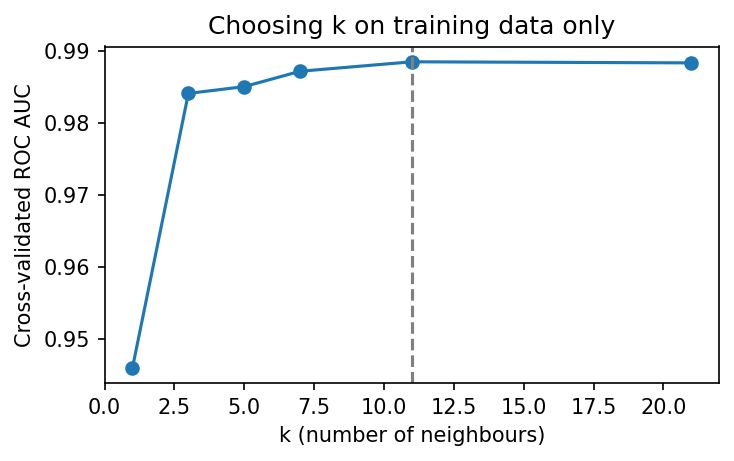 Choosing k on training data only
Cross-validated ROC AUC
0.99
0.98
0.97
0.96
0.95
0.0 2.5 5.0 7.5 10.0 12.5 15.0 17.5 20.0
k (number of neighbours)